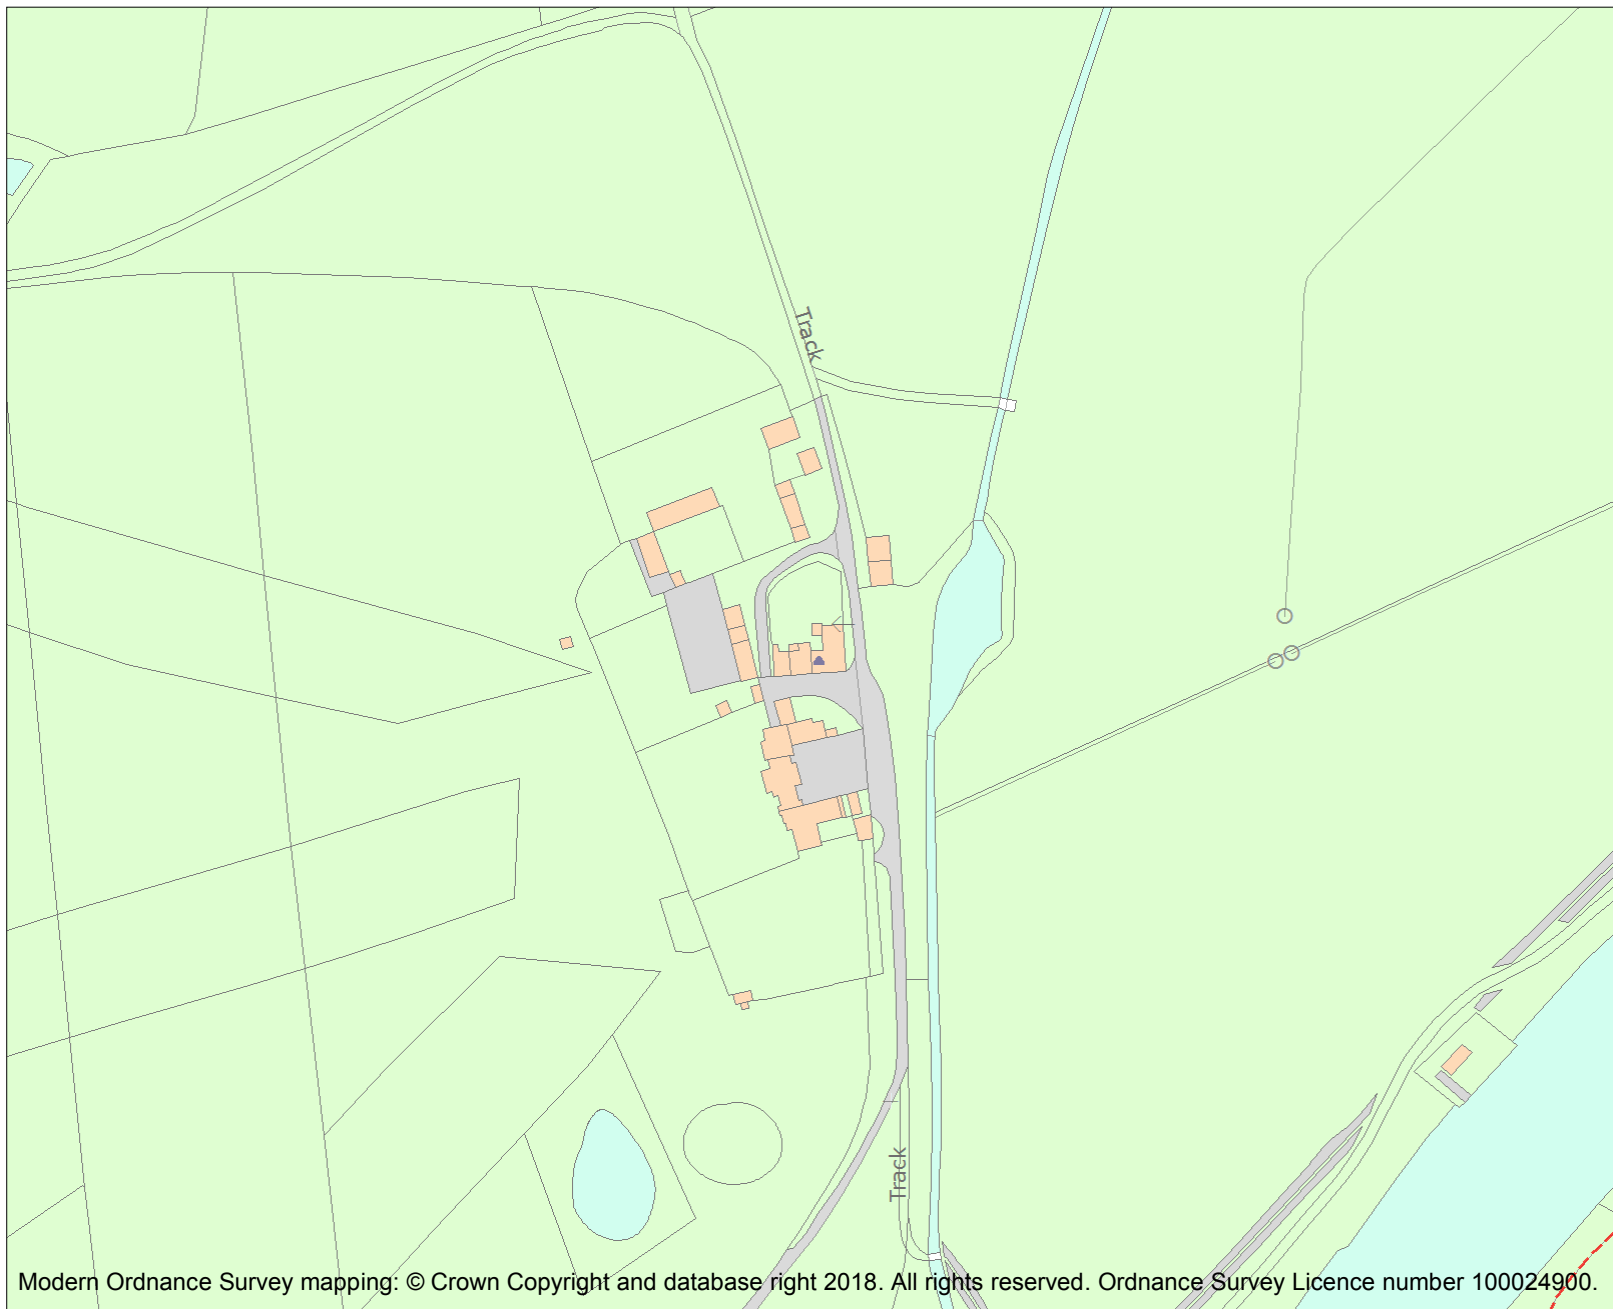 Track
Track
Modern Ordnance Survey mapping: © Crown Copyright and database right 2018. All rights reserved. Ordnance Survey Licence number 100024900.